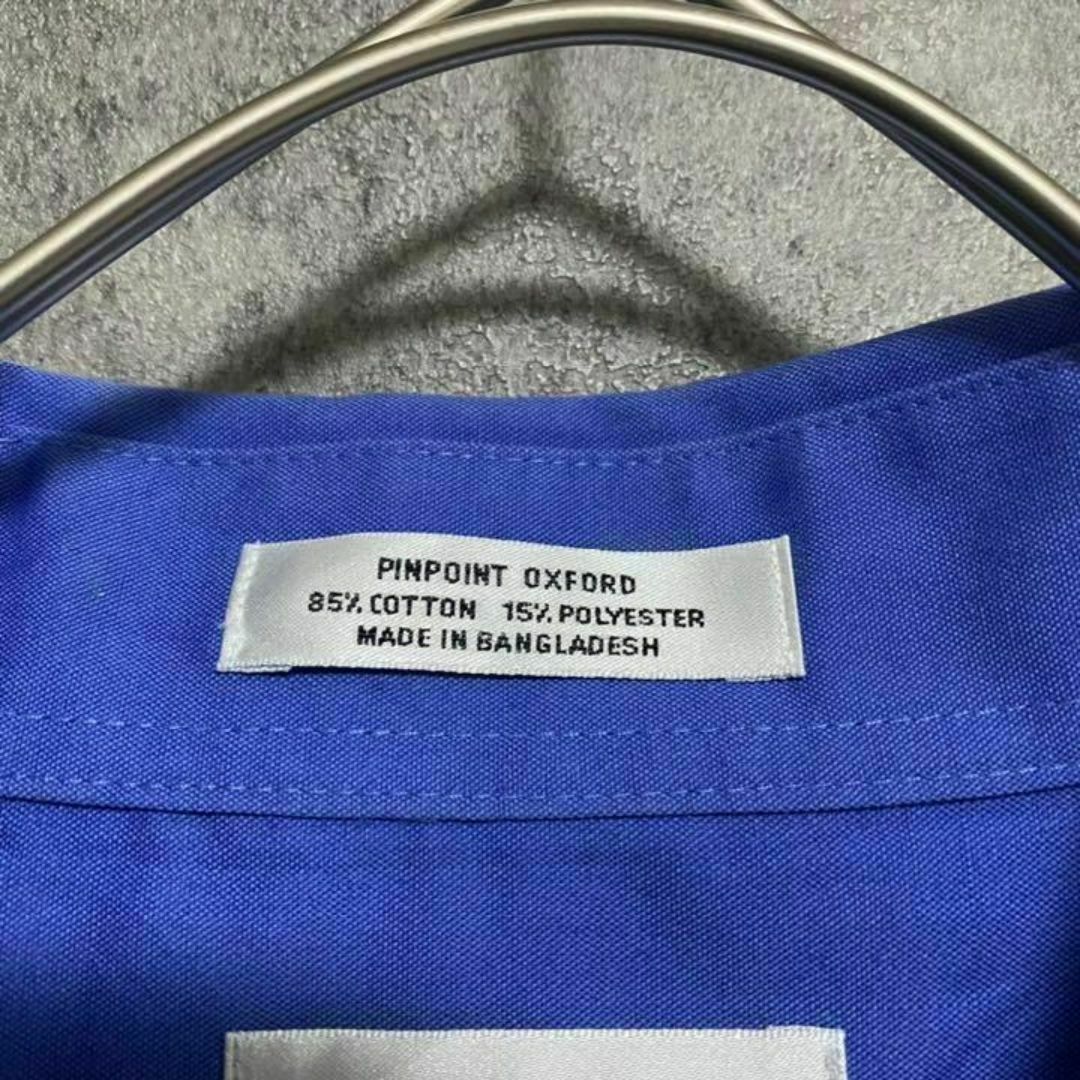 PINPOINT OXFORD
85% COTTON 15% POLYESTER
MADE IN BANGLADESH